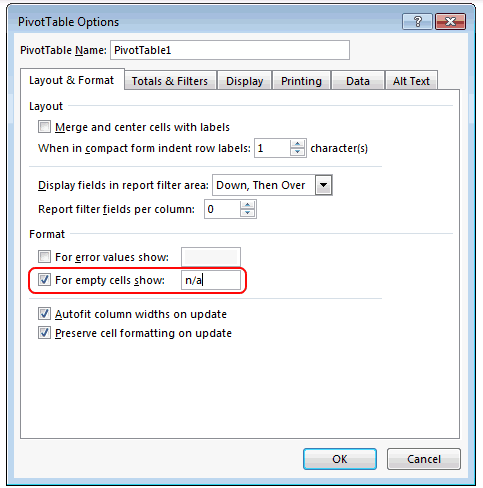 PivotTable Options
?
PivotTable Name: PivotTable1
Layout & Format Totals & Filters Display Printing Data Alt Text
Layout
Merge and center cells with labels
When in compact form indent row labels: 1 character(s)
Display fields in report filter area: Down, Then Over
Report filter fields per column: 0
Format
For error values show:
For empty cells show: n/a
Autofit column widths on update
Preserve cell formatting on update
OK Cancel